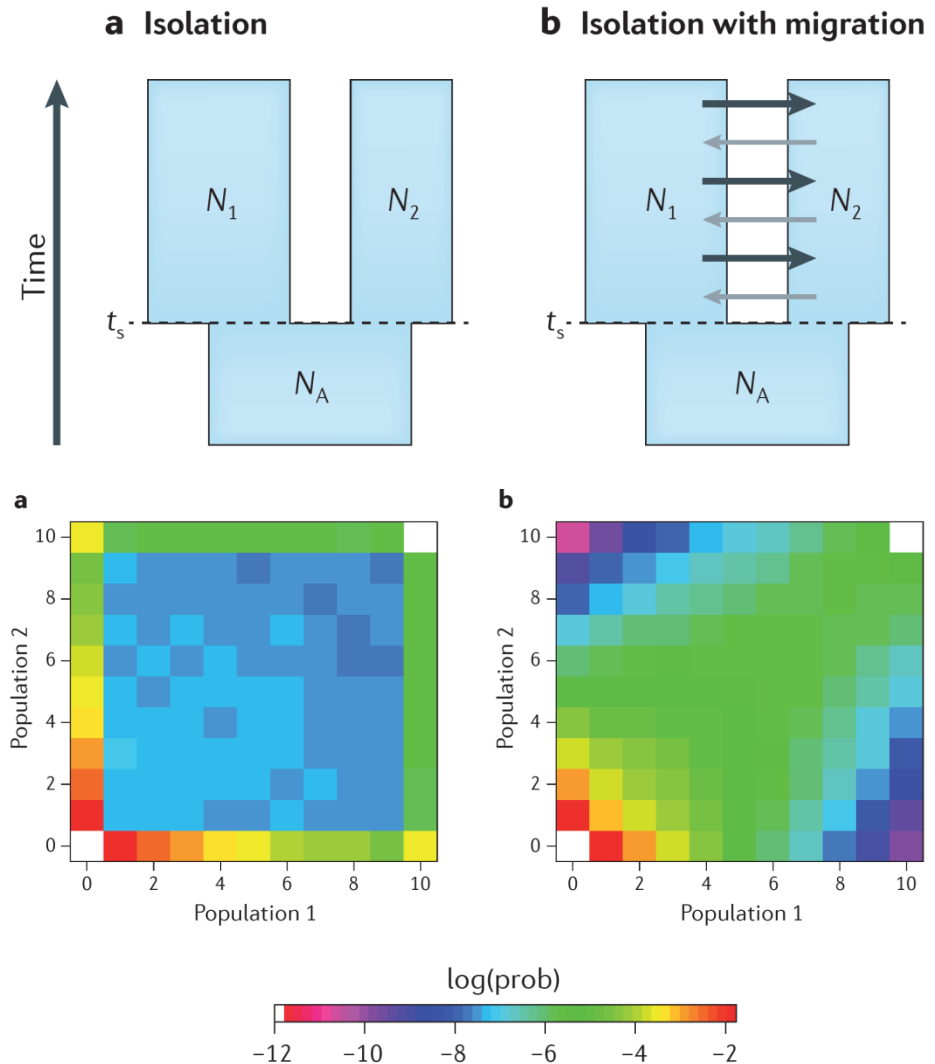 a Isolation
b Isolation with migration
Time
N1
N2
ts
NA
N1
N2
ts
NA
a
10
8
6
4
2
0
Population 2
0 2 4 6 8 10
Population 1
b
10
8
6
4
2
0
Population 2
0 2 4 6 8 10
Population 1
log(prob)
−12 −10 −8 −6 −4 −2